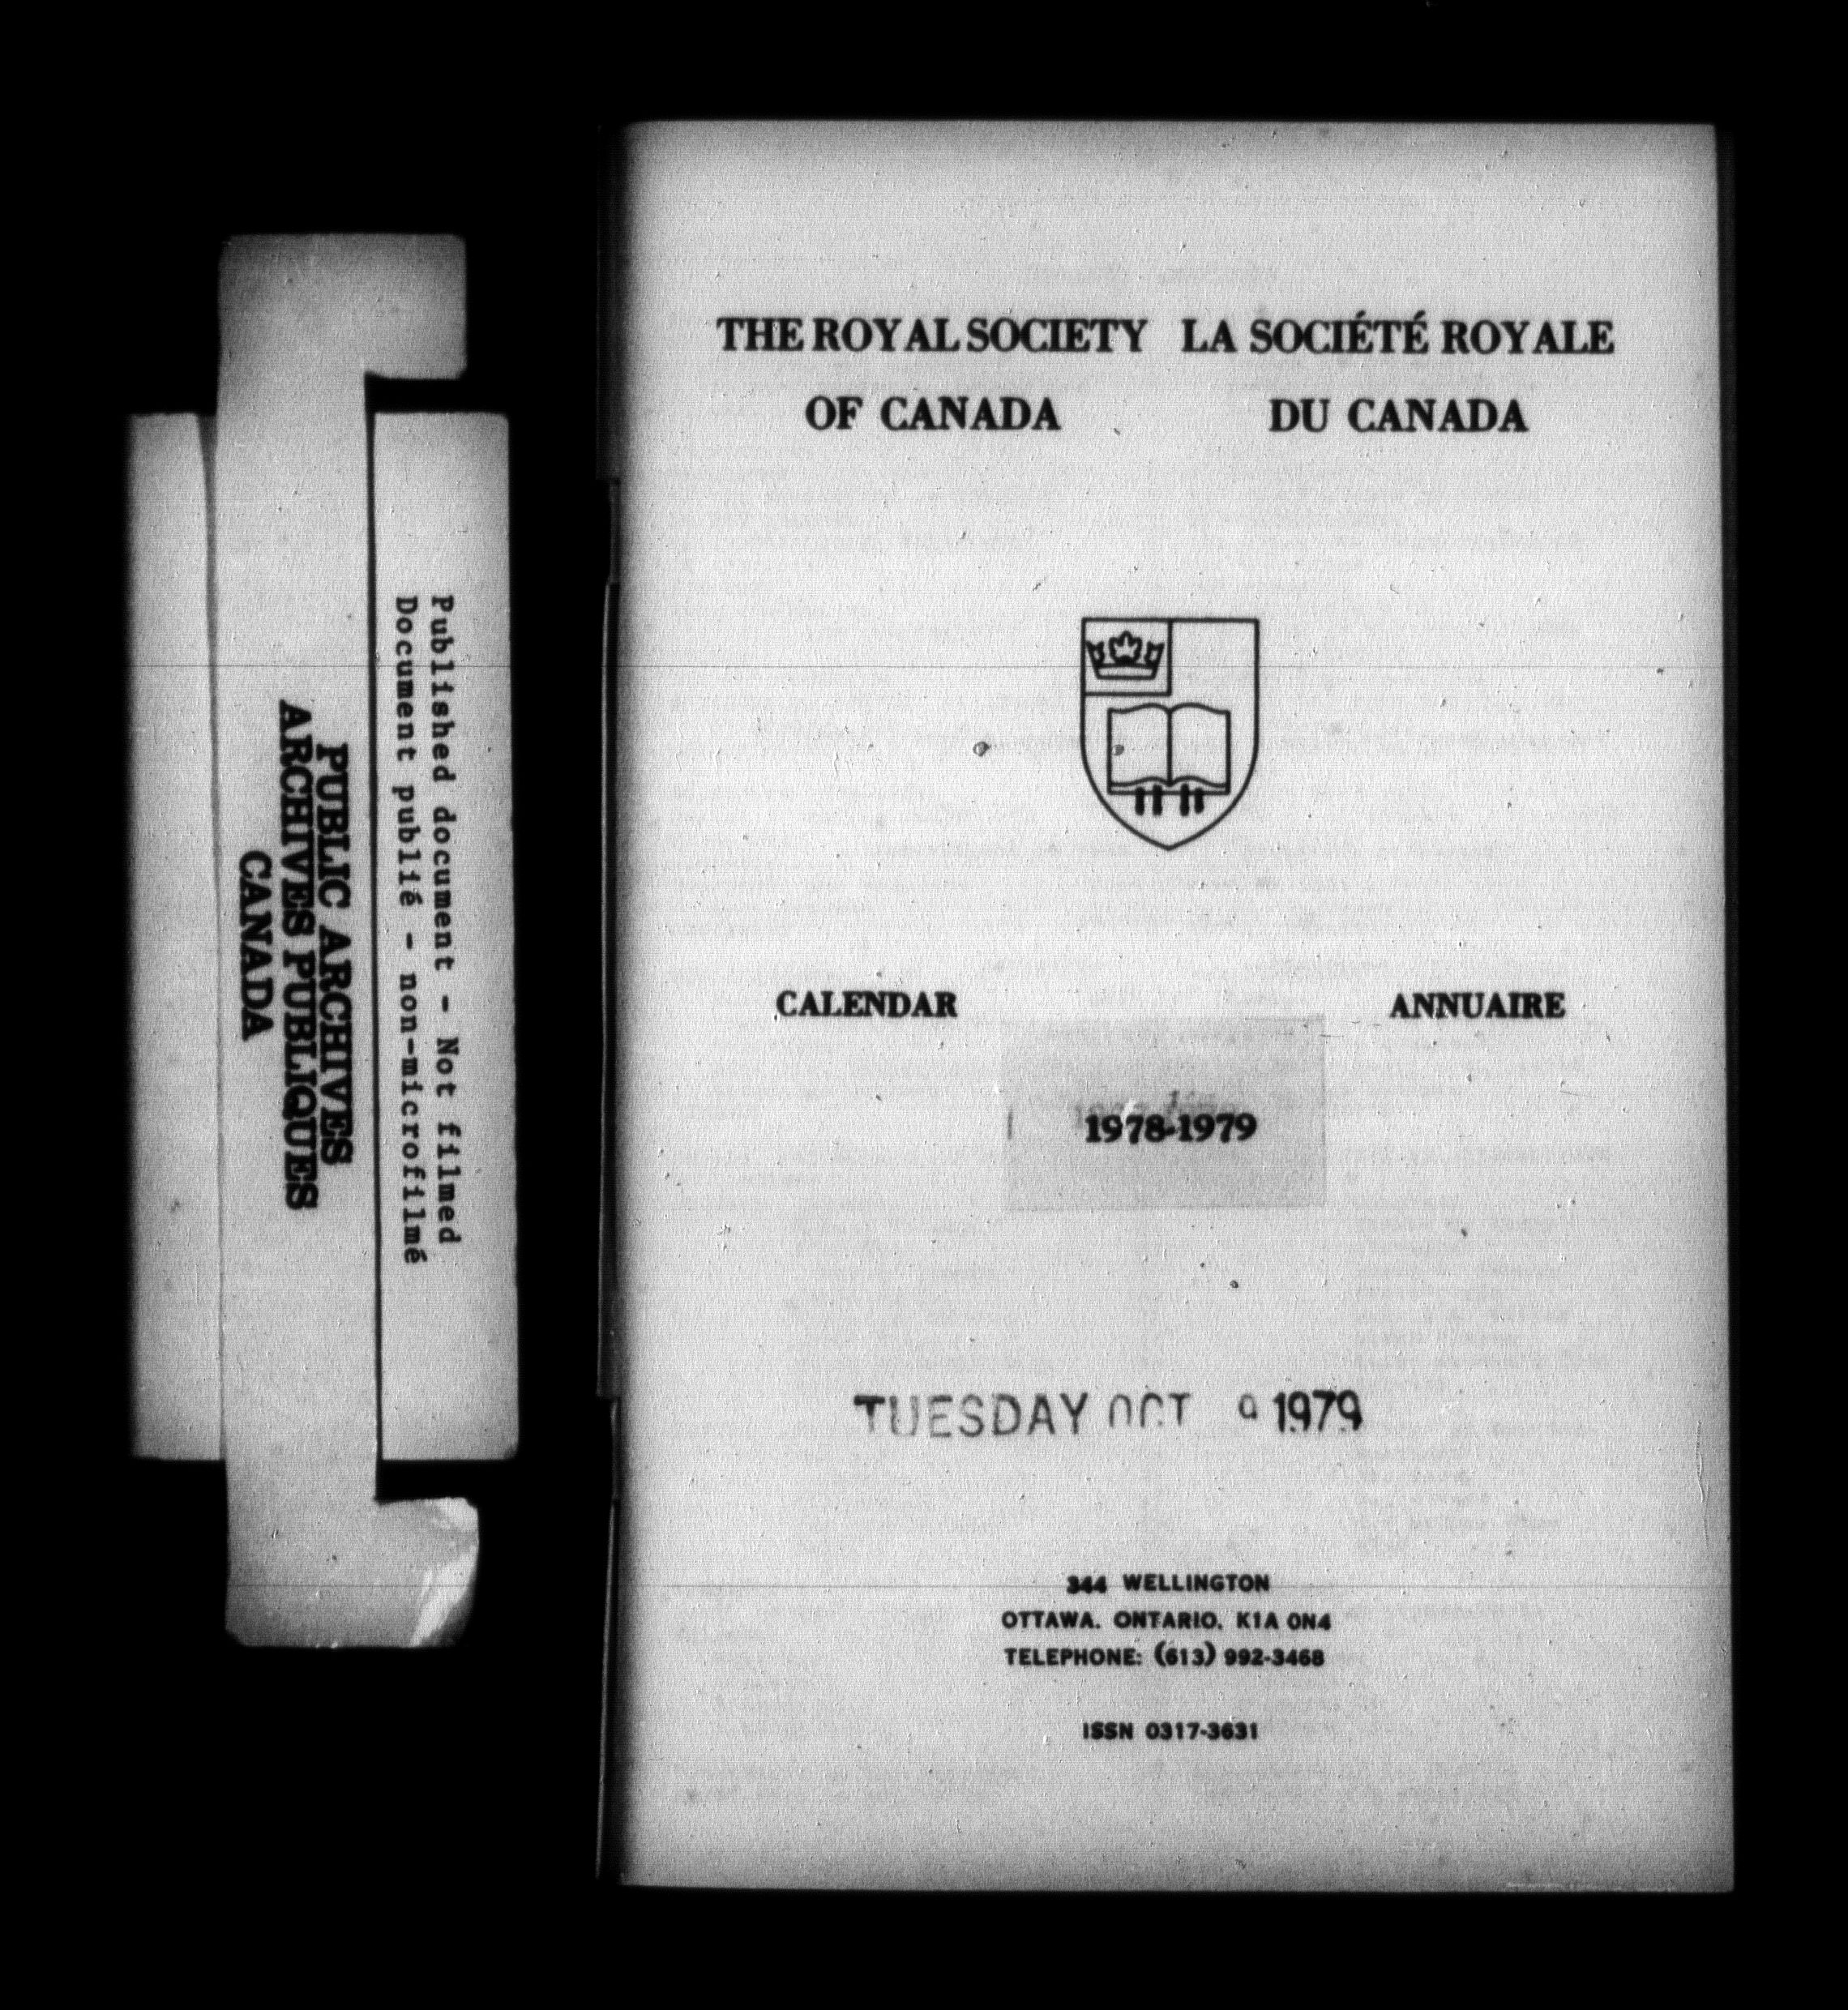 Published document - Not filmed
Document publié - non-microfilmé
PUBLIC ARCHIVES
ARCHIVES PUBLIQUES
CANADA
THE ROYAL SOCIETY
OF CANADA
LA SOCIÉTÉ ROYALE
DU CANADA
CALENDAR
ANNUAIRE
1978-1979
TUESDAY OCT 9 1979
344 WELLINGTON
OTTAWA, ONTARIO, K1A 0N4
TELEPHONE: (613) 992-3468
ISSN 0317-3631